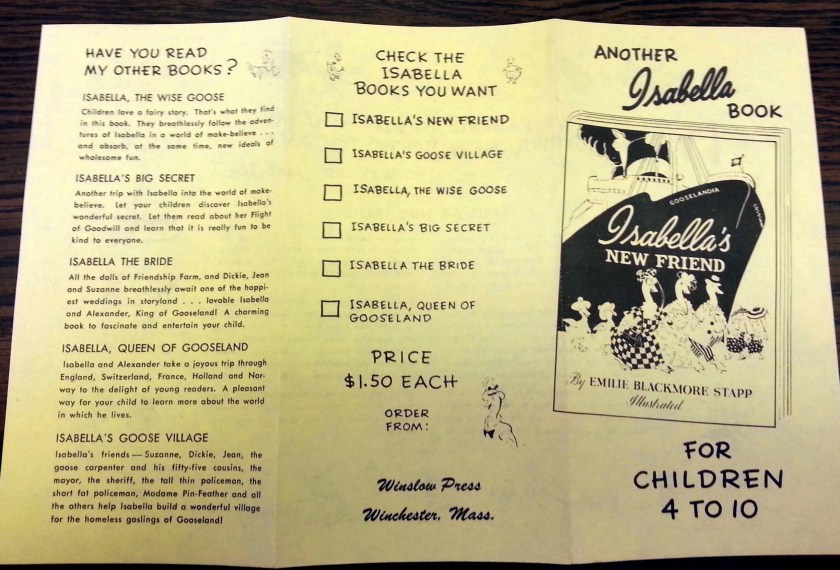 HAVE YOU READ
MY OTHER BOOKS?
ISABELLA, THE WISE GOOSE
Children love a fairy story. That's what they find
in this book. They breathlessly follow the adven-
tures of Isabella in a world of make-believe . . .
and absorb, at the same time, new ideals of
wholesome fun.
ISABELLA'S BIG SECRET
Another trip with Isabella into the world of make-
believe. Let your children discover Isabella's
wonderful secret. Let them read about her Flight
of Goodwill and learn that it is really fun to be
kind to everyone.
ISABELLA THE BRIDE
All the dolls of Friendship Farm, and Dickie, Jean
and Suzanne breathlessly await one of the happi-
est weddings in storyland . . . lovable Isabella
and Alexander, King of Gooseland! A charming
book to fascinate and entertain your child.
ISABELLA, QUEEN OF GOOSELAND
Isabella and Alexander take a joyous trip through
England, Switzerland, France, Holland and Nor-
way to the delight of young readers. A pleasant
way for your child to learn more about the world
in which he lives.
ISABELLA'S GOOSE VILLAGE
Isabella's friends — Suzanne, Dickie, Jean, the
goose carpenter and his fifty-five cousins, the
mayor, the sheriff, the tall thin policeman, the
short fat policeman, Madame Pin-Feather and all
the others help Isabella build a wonderful village
for the homeless goslings of Gooseland!
CHECK THE
ISABELLA
BOOKS YOU WANT
ISABELLA'S NEW FRIEND
ISABELLA'S GOOSE VILLAGE
ISABELLA, THE WISE GOOSE
ISABELLA'S BIG SECRET
ISABELLA THE BRIDE
ISABELLA, QUEEN OF
GOOSELAND
PRICE
$1.50 EACH
ORDER
FROM:
Winslow Press
Winchester, Mass.
ANOTHER
Isabella
BOOK
GOOSELANDIA
Isabella's
NEW FRIEND
By EMILIE BLACKMORE STAPP
Illustrated
FOR
CHILDREN
4 TO 10